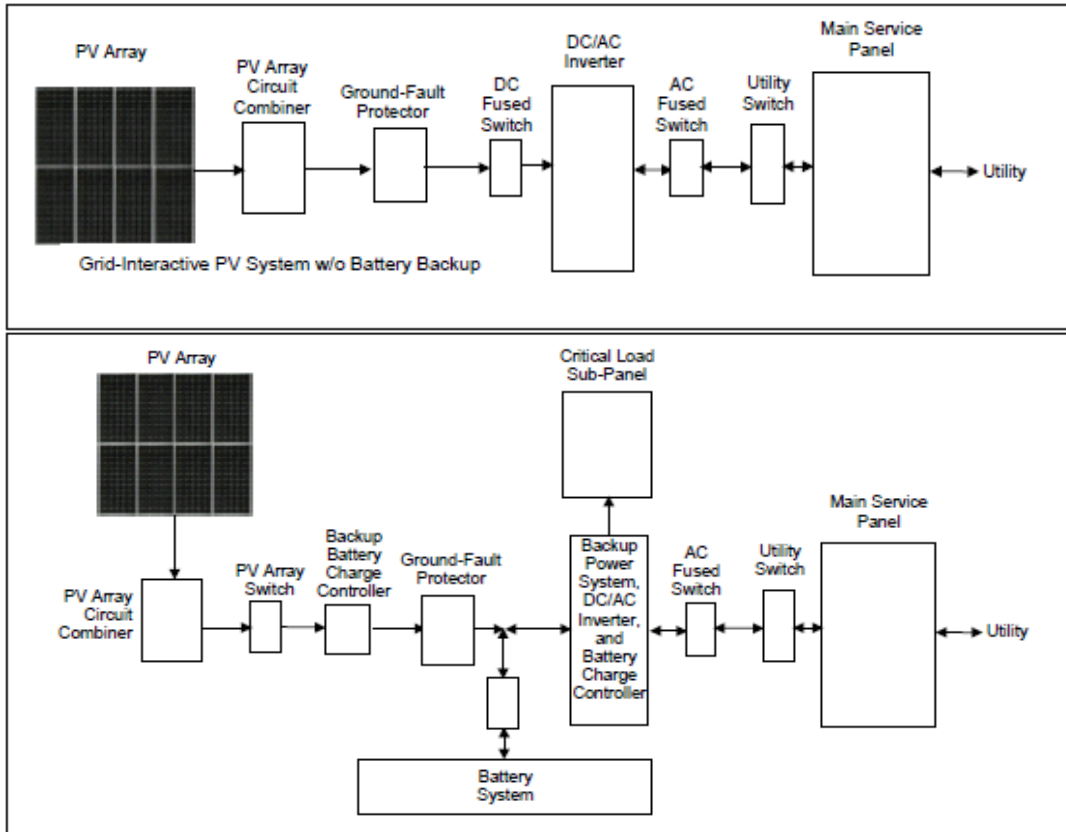 PV Array
PV Array
Circuit
Combiner
Ground-Fault
Protector
DC
Fused
Switch
DC/AC
Inverter
AC
Fused
Switch
Utility
Switch
Main Service
Panel
Utility
Grid-Interactive PV System w/o Battery Backup
PV Array
Critical Load
Sub-Panel
PV Array
Circuit
Combiner
PV Array
Switch
Backup
Battery
Charge
Controller
Ground-Fault
Protector
Backup
Power
System,
DC/AC
Inverter,
and
Battery
Charge
Controller
AC
Fused
Switch
Utility
Switch
Main Service
Panel
Utility
Battery
System